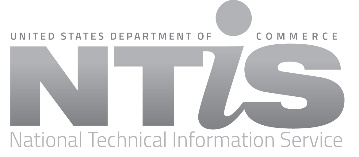 UNITED STATES DEPARTMENT OF COMMERCE
NTiS
National Technical Information Service